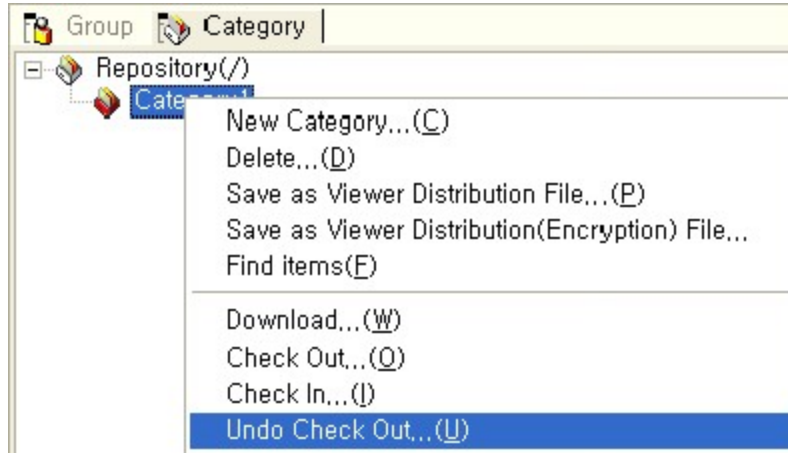 Group Category
Repository(/)
Category1
New Category...(C)
Delete...(D)
Save as Viewer Distribution File...(P)
Save as Viewer Distribution(Encryption) File...
Find items(F)
Download...(W)
Check Out...(O)
Check In...(I)
Undo Check Out...(U)